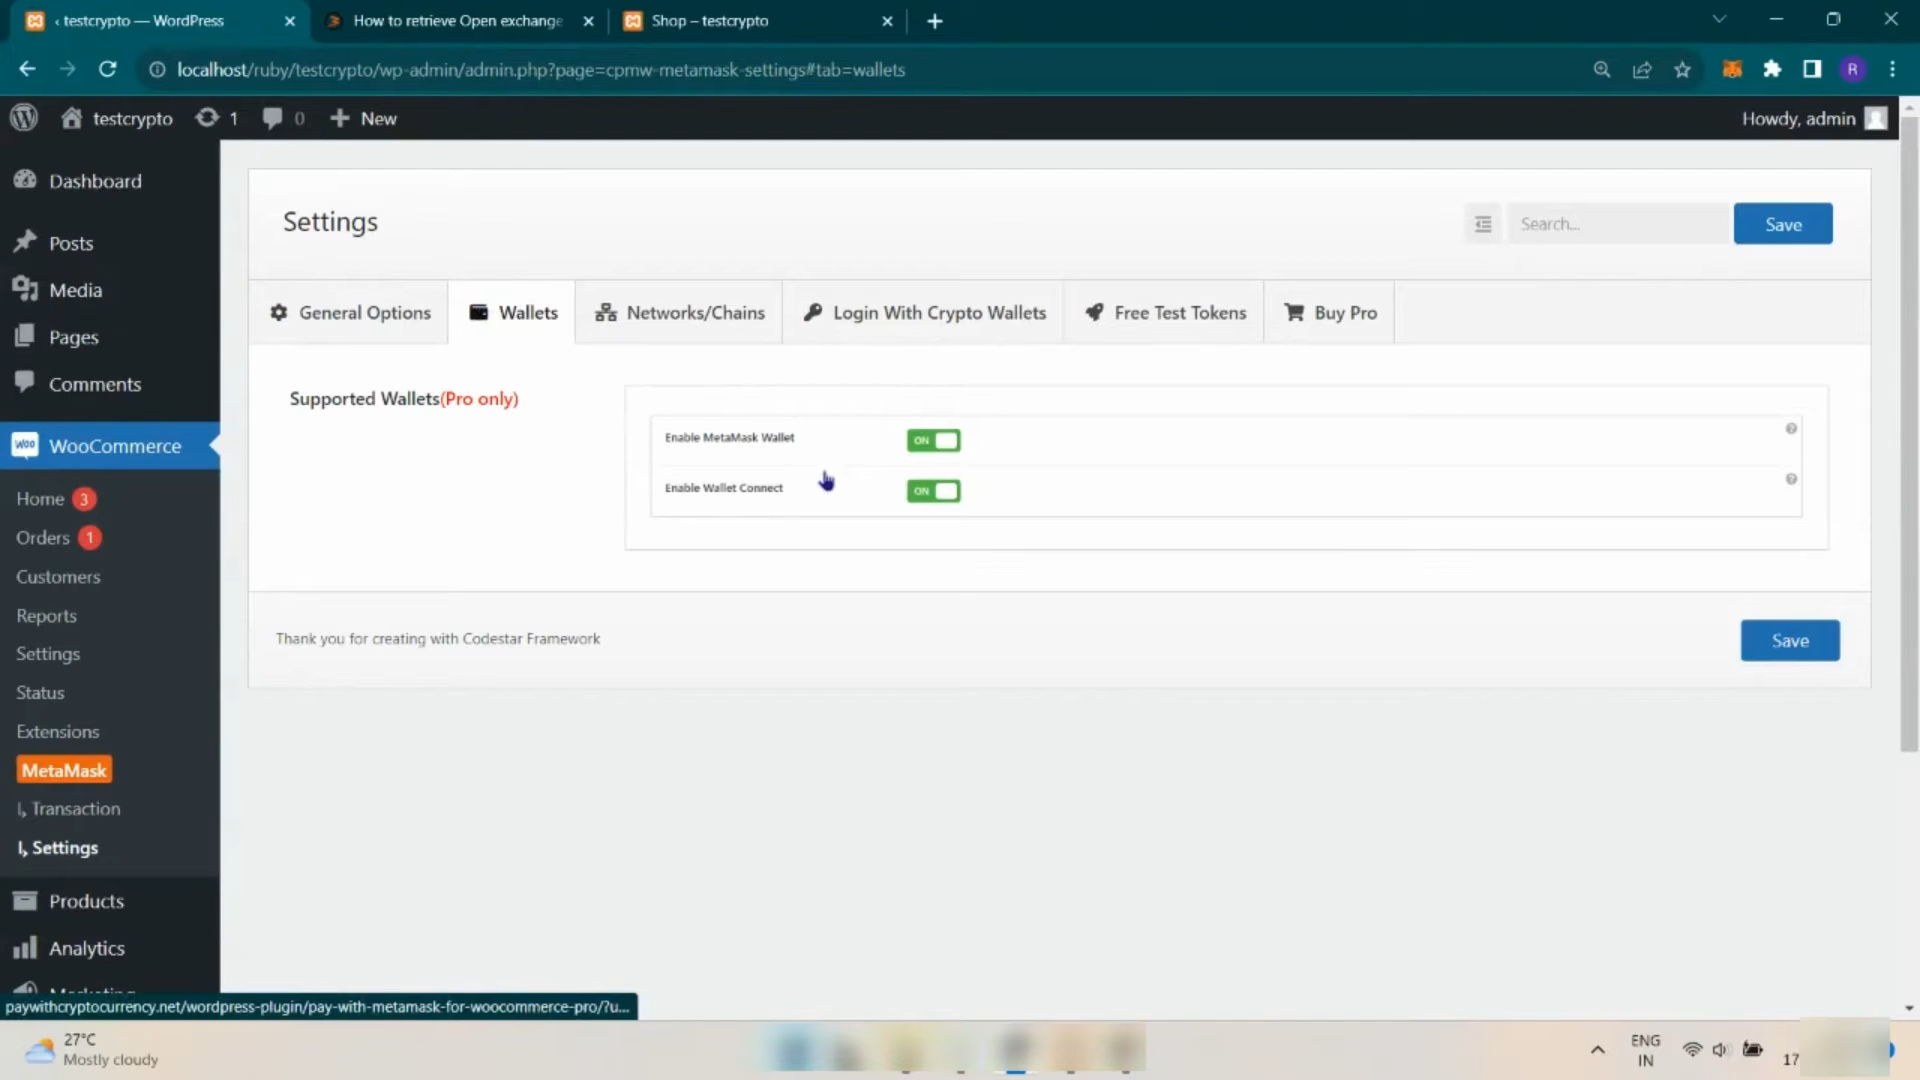 ‹ testcrypto — WordPress
How to retrieve Open exchange
Shop – testcrypto
localhost/ruby/testcrypto/wp-admin/admin.php?page=cpmw-metamask-settings#tab=wallets
R
testcrypto
1
0
New
Howdy, admin
Dashboard
Posts
Media
Pages
Comments
WooCommerce
Home 3
Orders 1
Customers
Reports
Settings
Status
Extensions
MetaMask
Transaction
Settings
Products
Analytics
Marketing
Settings
Search...
Save
General Options
Wallets
Networks/Chains
Login With Crypto Wallets
Free Test Tokens
Buy Pro
Supported Wallets(Pro only)
Enable MetaMask Wallet
ON
Enable Wallet Connect
ON
Thank you for creating with Codestar Framework
Save
paywithcryptocurrency.net/wordpress-plugin/pay-with-metamask-for-woocommerce-pro/?u...
27°C
Mostly cloudy
ENG
IN
17